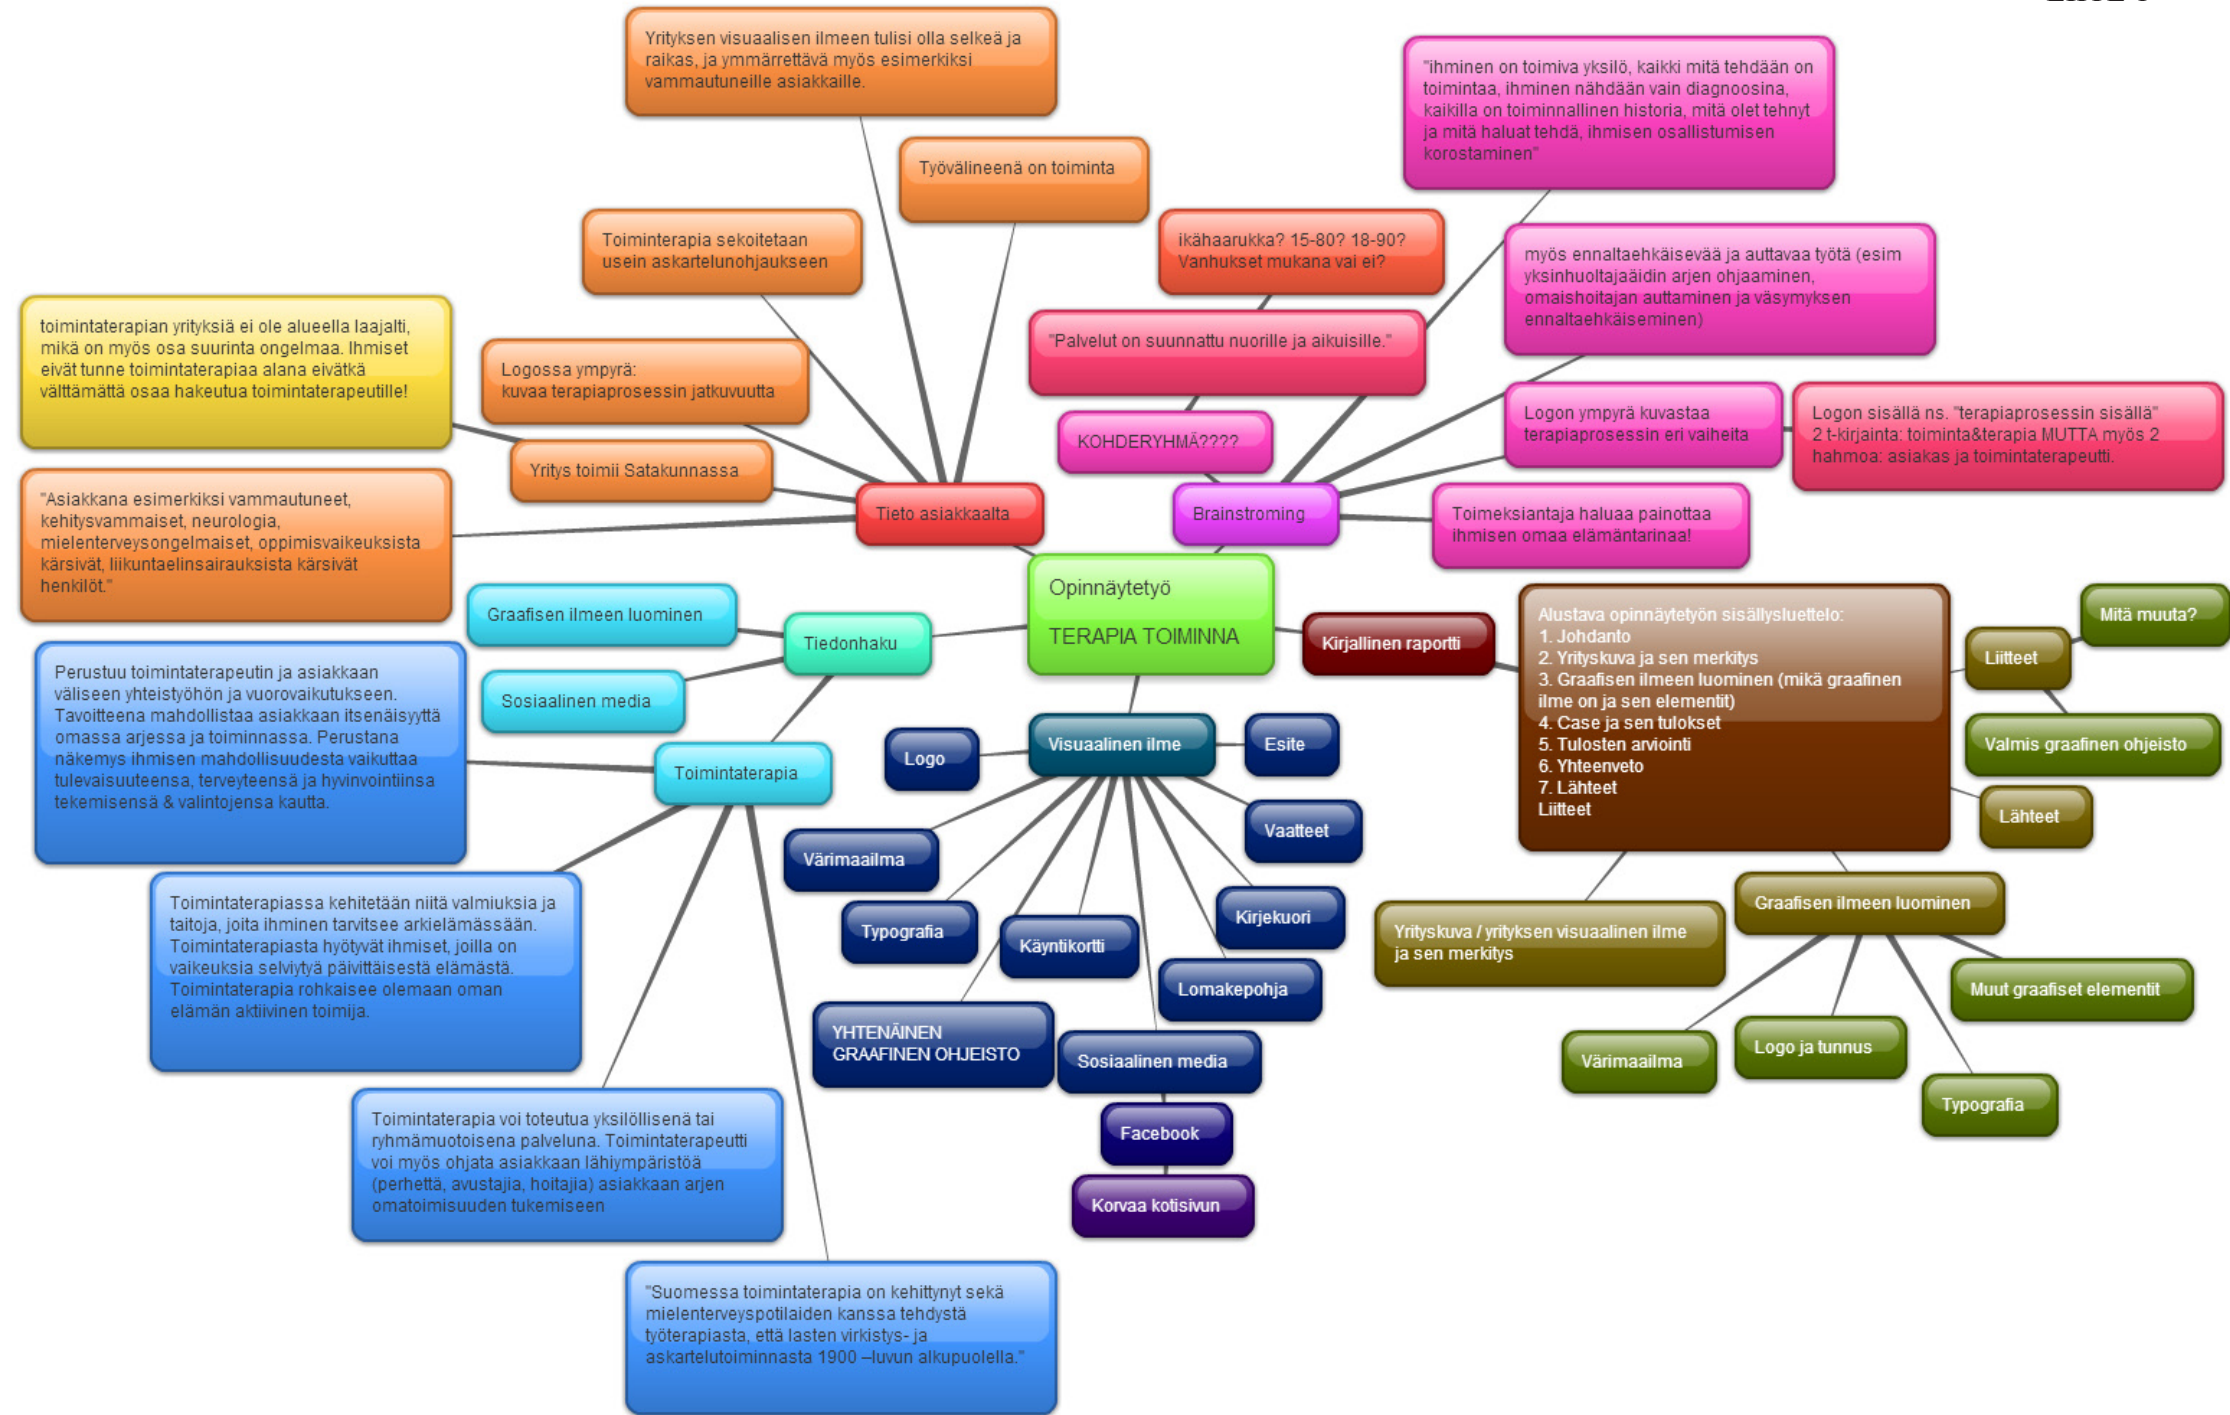 Yrityksen visuaalisen ilmeen tulisi olla selkeä ja
raikas, ja ymmärrettävä myös esimerkiksi
vammautuneille asiakkaille.
Työvälineenä on toiminta
Toiminterapia sekoitetaan
usein askartelunohjaukseen
Logossa ympyrä:
kuvaa terapiaprosessin jatkuvuutta
Yritys toimii Satakunnassa
toimintaterapian yrityksiä ei ole alueella laajalti,
mikä on myös osa suurinta ongelmaa. Ihmiset
eivät tunne toimintaterapiaa alana eivätkä
välttämättä osaa hakeutua toimintaterapeutille!
"Asiakkana esimerkiksi vammautuneet,
kehitysvammaiset, neurologia,
mielenterveysongelmaiset, oppimisvaikeuksista
kärsivät, liikuntaelinsairauksista kärsivät
henkilöt."
Tieto asiakkaalta
"ihminen on toimiva yksilö, kaikki mitä tehdään on
toimintaa, ihminen nähdään vain diagnoosina,
kaikilla on toiminnallinen historia, mitä olet tehnyt
ja mitä haluat tehdä, ihmisen osallistumisen
korostaminen"
ikähaarukka? 15-80? 18-90?
Vanhukset mukana vai ei?
"Palvelut on suunnattu nuorille ja aikuisille."
KOHDERYHMÄ????
myös ennaltaehkäisevää ja auttavaa työtä (esim
yksinhuoltajaäidin arjen ohjaaminen,
omaishoitajan auttaminen ja väsymyksen
ennaltaehkäiseminen)
Logon ympyrä kuvastaa
terapiaprosessin eri vaiheita
Logon sisällä ns. "terapiaprosessin sisällä"
2 t-kirjainta: toiminta&terapia MUTTA myös 2
hahmoa: asiakas ja toimintaterapeutti.
Brainstroming
Toimeksiantaja haluaa painottaa
ihmisen omaa elämäntarinaa!
Opinnäytetyö
TERAPIA TOIMINNA
Graafisen ilmeen luominen
Tiedonhaku
Sosiaalinen media
Toimintaterapia
Perustuu toimintaterapeutin ja asiakkaan
väliseen yhteistyöhön ja vuorovaikutukseen.
Tavoitteena mahdollistaa asiakkaan itsenäisyyttä
omassa arjessa ja toiminnassa. Perustana
näkemys ihmisen mahdollisuudesta vaikuttaa
tulevaisuuteensa, terveyteensä ja hyvinvointiinsa
tekemisensä & valintojensa kautta.
Toimintaterapiassa kehitetään niitä valmiuksia ja
taitoja, joita ihminen tarvitsee arkielämässään.
Toimintaterapiasta hyötyvät ihmiset, joilla on
vaikeuksia selviytyä päivittäisestä elämästä.
Toimintaterapia rohkaisee olemaan oman
elämän aktiivinen toimija.
Toimintaterapia voi toteutua yksilöllisenä tai
ryhmämuotoisena palveluna. Toimintaterapeutti
voi myös ohjata asiakkaan lähiympäristöä
(perhettä, avustajia, hoitajia) asiakkaan arjen
omatoimisuuden tukemiseen
"Suomessa toimintaterapia on kehittynyt sekä
mielenterveyspotilaiden kanssa tehdystä
työterapiasta, että lasten virkistys- ja
askartelutoiminnasta 1900 –luvun alkupuolella."
Visuaalinen ilme
Logo
Esite
Värimaailma
Vaatteet
Typografia
Käyntikortti
Kirjekuori
Lomakepohja
YHTENÄINEN
GRAAFINEN OHJEISTO
Sosiaalinen media
Facebook
Korvaa kotisivun
Kirjallinen raportti
Alustava opinnäytetyön sisällysluettelo:
1. Johdanto
2. Yrityskuva ja sen merkitys
3. Graafisen ilmeen luominen (mikä graafinen
ilme on ja sen elementit)
4. Case ja sen tulokset
5. Tulosten arviointi
6. Yhteenveto
7. Lähteet
Liitteet
Liitteet
Mitä muuta?
Valmis graafinen ohjeisto
Lähteet
Yrityskuva / yrityksen visuaalinen ilme
ja sen merkitys
Graafisen ilmeen luominen
Muut graafiset elementit
Värimaailma
Logo ja tunnus
Typografia